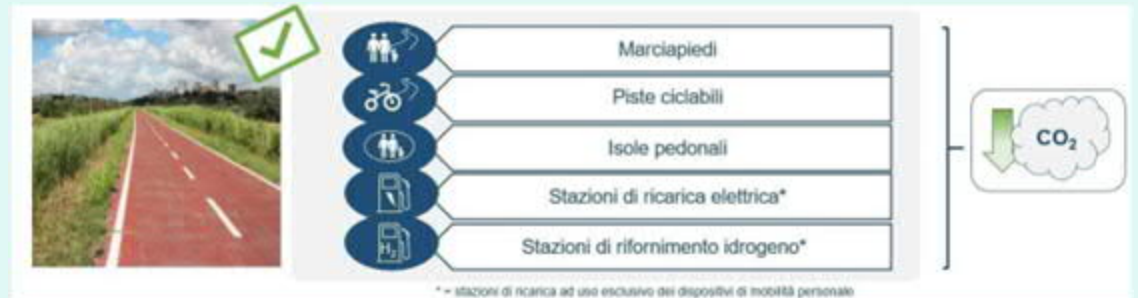 Marciapiedi
Piste ciclabili
Isole pedonali
Stazioni di ricarica elettrica*
H₂
Stazioni di rifornimento idrogeno*
CO₂
* = stazioni di ricarica ad uso esclusivo dei dispositivi di mobilità personale